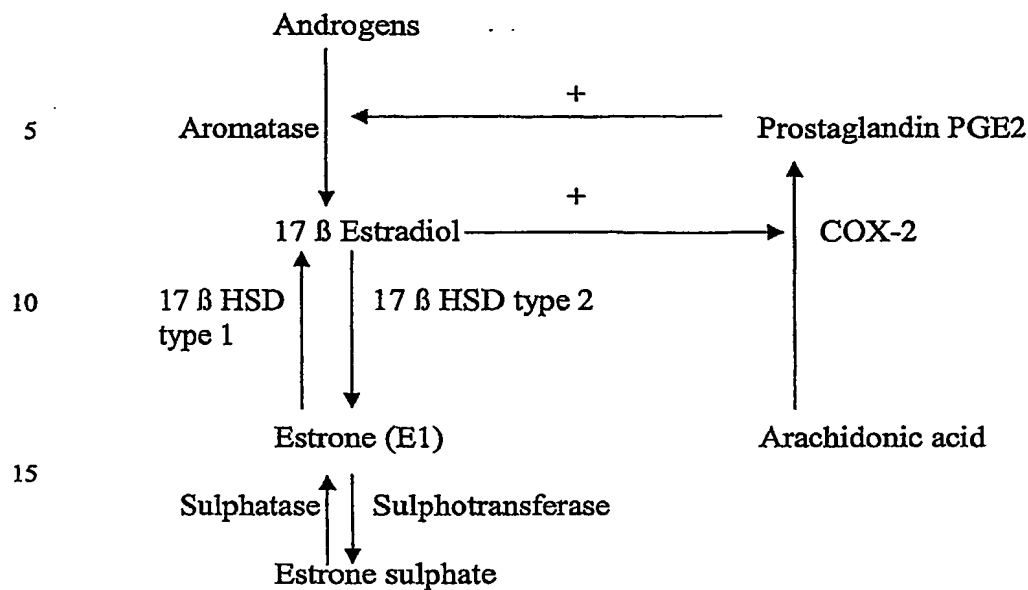 Androgens
+
5 Aromatase Prostaglandin PGE2
+
17 ß Estradiol COX-2
10 17 ß HSD 17 ß HSD type 2
type 1
Estrone (E1) Arachidonic acid
15
Sulphatase Sulphotransferase
Estrone sulphate